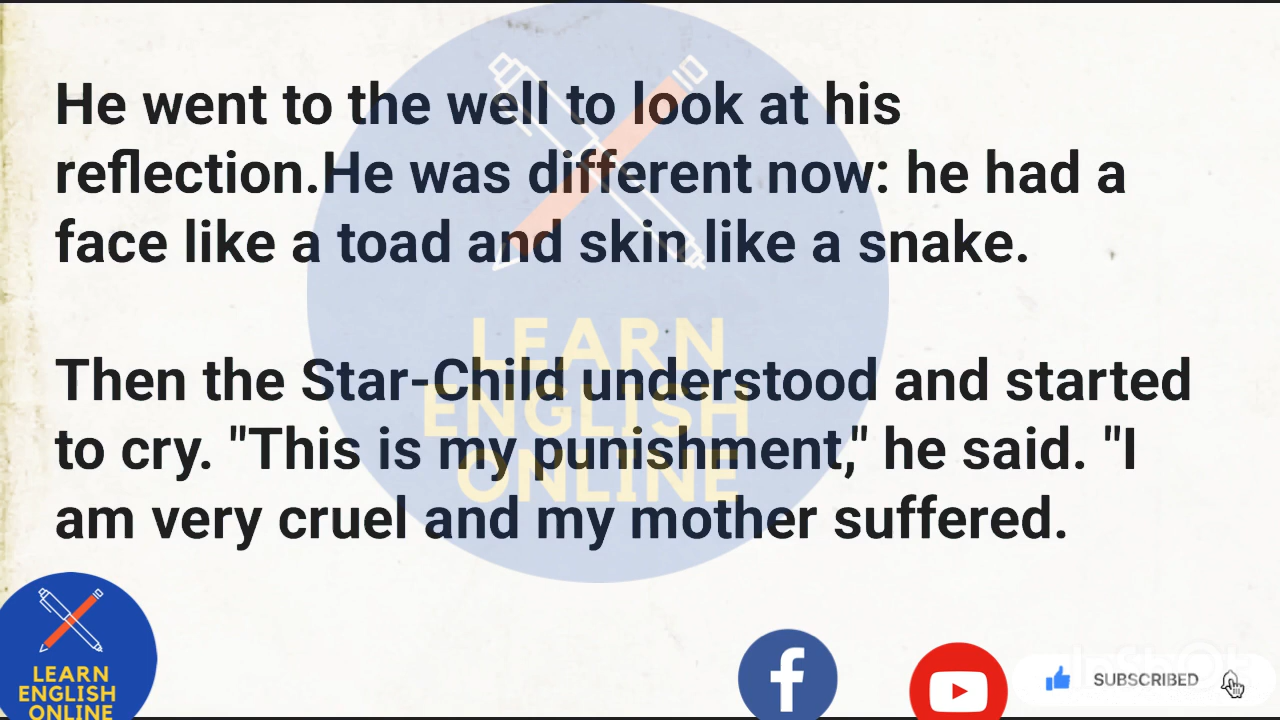 He went to the well to look at his
reflection.He was different now: he had a
face like a toad and skin like a snake.
Then the Star-Child understood and started
to cry. "This is my punishment," he said. "I
am very cruel and my mother suffered.
LEARN
ENGLISH
ONLINE
LEARN
ENGLISH
ONLINE
SUBSCRIBED